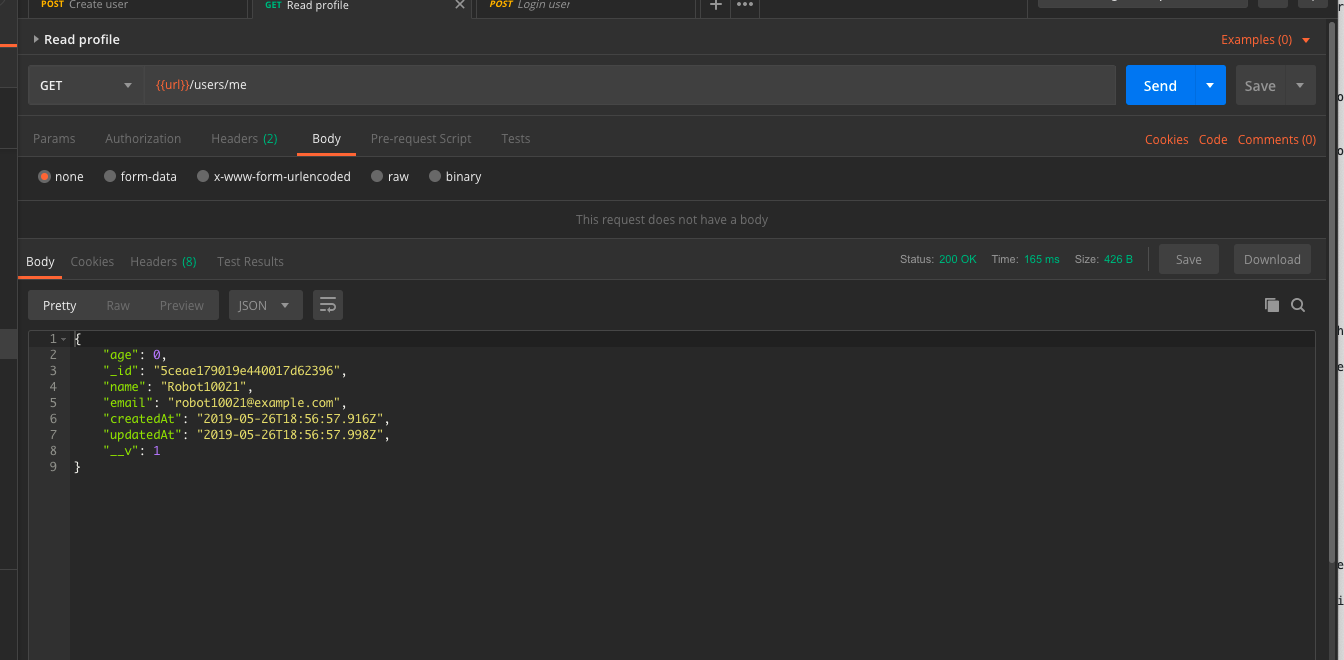 POST Create user GET Read profile POST Login user
Read profile Examples (0)
GET {{url}}/users/me Send Save
Params Authorization Headers (2) Body Pre-request Script Tests Cookies Code Comments (0)
none form-data x-www-form-urlencoded raw binary
This request does not have a body
Body Cookies Headers (8) Test Results Status: 200 OK Time: 165 ms Size: 426 B Save Download
Pretty Raw Preview JSON
1 {
2 "age": 0,
3 "_id": "5ceae179019e440017d62396",
4 "name": "Robot10021",
5 "email": "robot10021@example.com",
6 "createdAt": "2019-05-26T18:56:57.916Z",
7 "updatedAt": "2019-05-26T18:56:57.998Z",
8 "__v": 1
9 }